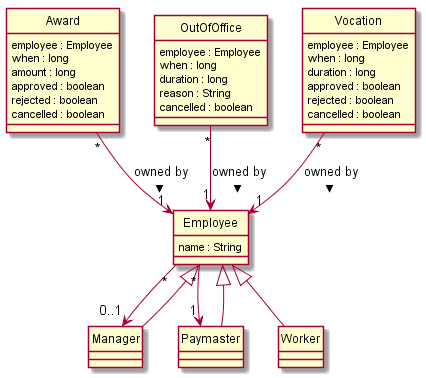 Award
employee : Employee
when : long
amount : long
approved : boolean
rejected : boolean
cancelled : boolean
OutOfOffice
employee : Employee
when : long
duration : long
reason : String
cancelled : boolean
Vocation
employee : Employee
when : long
duration : long
approved : boolean
rejected : boolean
cancelled : boolean
* * *
owned by owned by owned by
1 1 1
Employee
name : String
* *
0..1 1
Manager
Paymaster
Worker